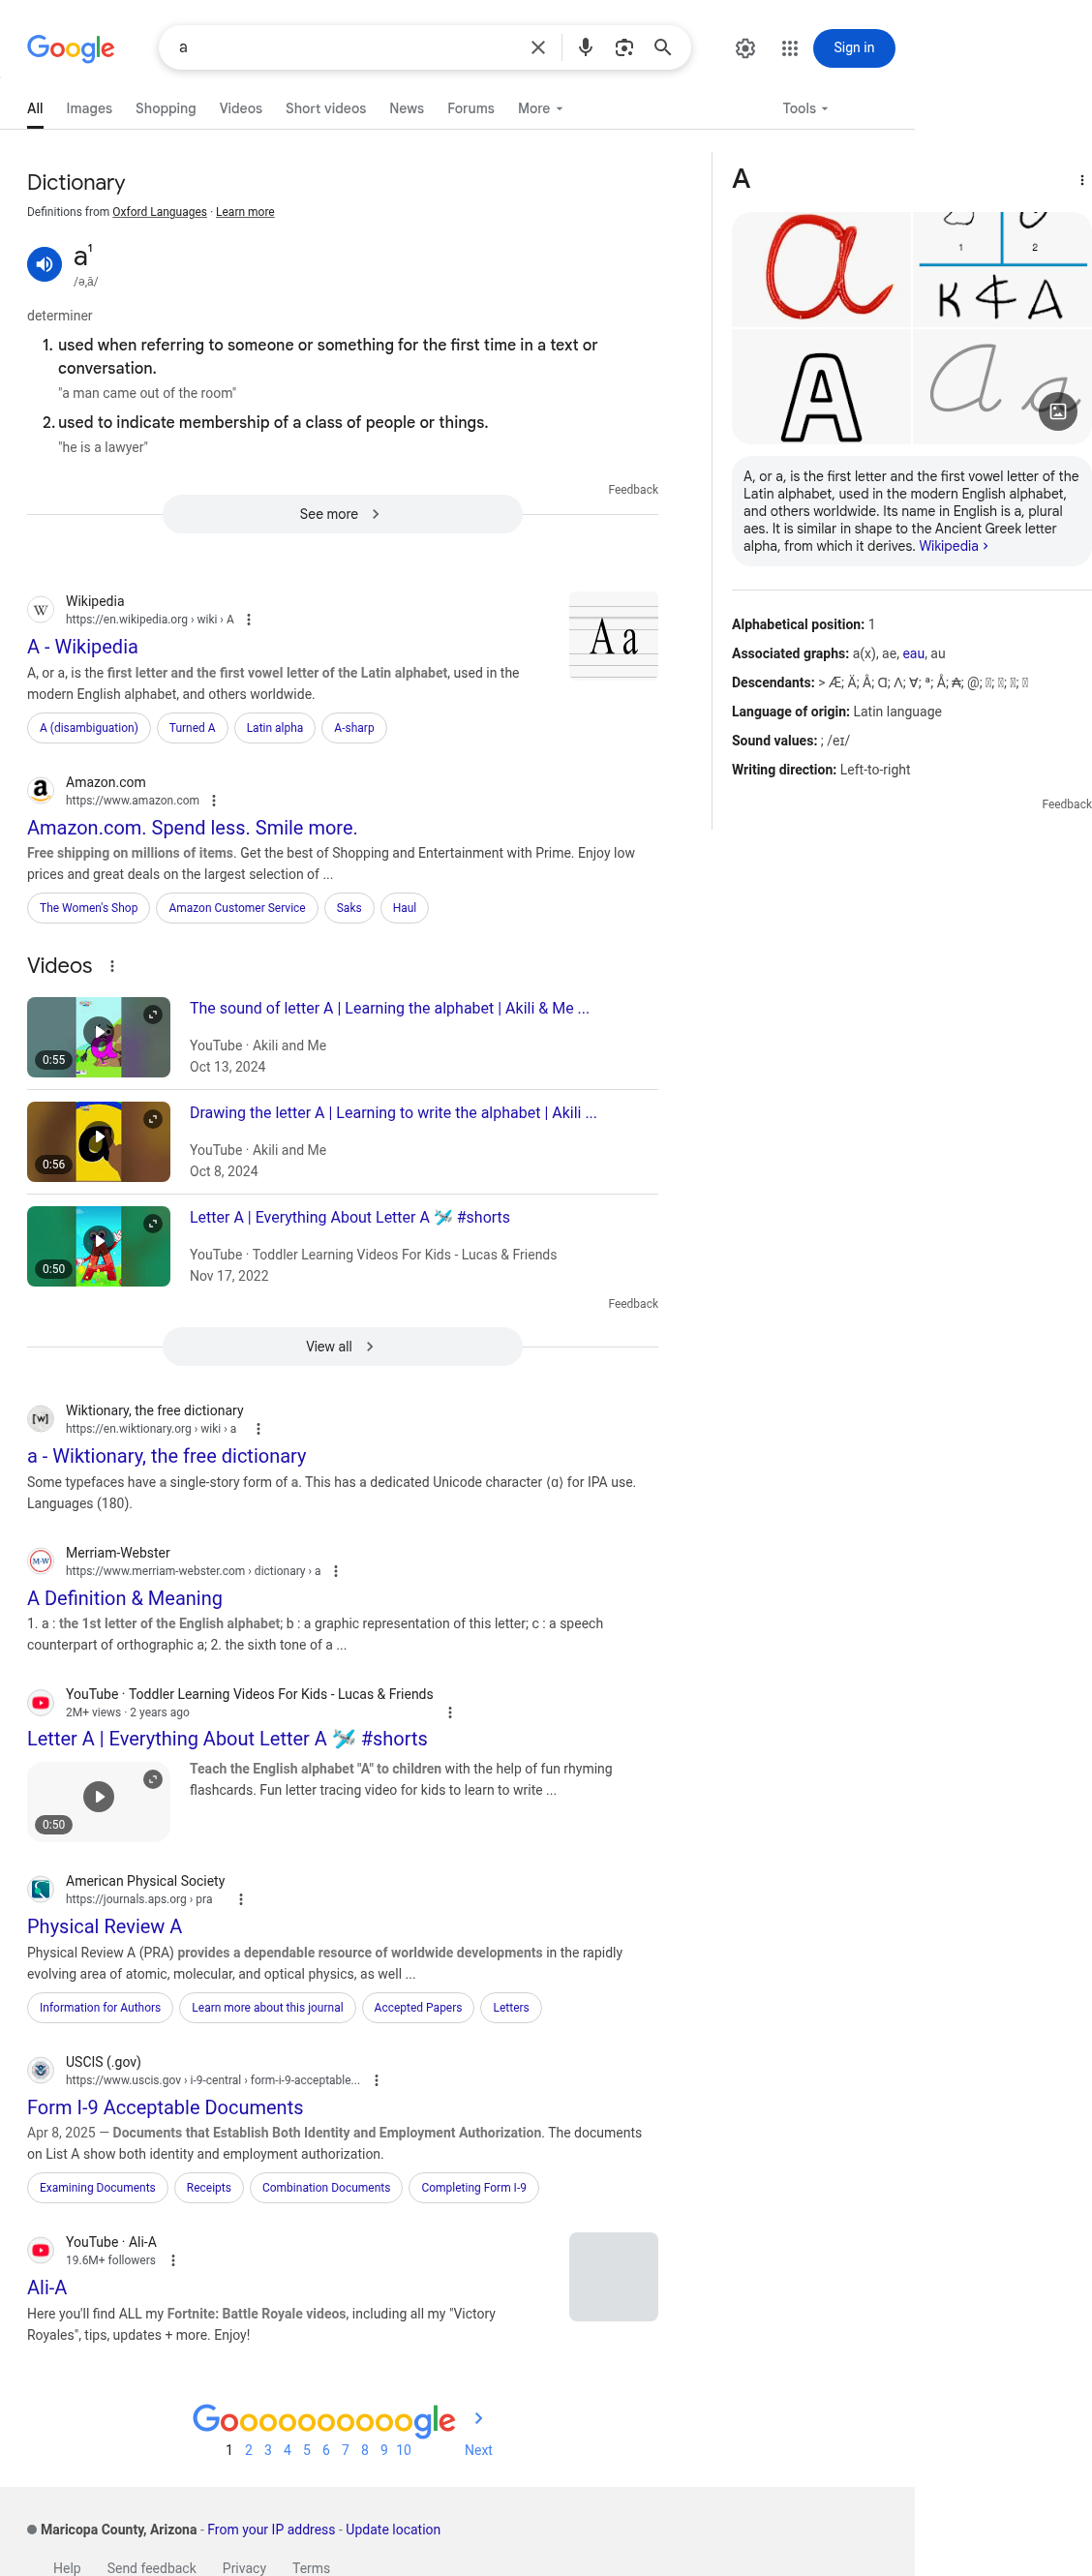 Google
a
Sign in
All Images Shopping Videos Short videos News Forums More Tools
Dictionary
Definitions from Oxford Languages · Learn more
a¹
/ə,ā/
determiner
1. used when referring to someone or something for the first time in a text or
conversation.
"a man came out of the room"
2. used to indicate membership of a class of people or things.
"he is a lawyer"
Feedback
See more
Wikipedia
https://en.wikipedia.org › wiki › A
A - Wikipedia
A, or a, is the first letter and the first vowel letter of the Latin alphabet, used in the
modern English alphabet, and others worldwide.
A a
A (disambiguation) Turned A Latin alpha A-sharp
Amazon.com
https://www.amazon.com
Amazon.com. Spend less. Smile more.
Free shipping on millions of items. Get the best of Shopping and Entertainment with Prime. Enjoy low
prices and great deals on the largest selection of ...
The Women's Shop Amazon Customer Service Saks Haul
Videos
The sound of letter A | Learning the alphabet | Akili & Me ...
YouTube · Akili and Me
Oct 13, 2024
0:55
Drawing the letter A | Learning to write the alphabet | Akili ...
YouTube · Akili and Me
Oct 8, 2024
a
0:56
Letter A | Everything About Letter A 🛩️ #shorts
YouTube · Toddler Learning Videos For Kids - Lucas & Friends
Nov 17, 2022
A
0:50
Feedback
View all
[w]
Wiktionary, the free dictionary
https://en.wiktionary.org › wiki › a
a - Wiktionary, the free dictionary
Some typefaces have a single-story form of a. This has a dedicated Unicode character ⟨ɑ⟩ for IPA use.
Languages (180).
M-W
Merriam-Webster
https://www.merriam-webster.com › dictionary › a
A Definition & Meaning
1. a : the 1st letter of the English alphabet; b : a graphic representation of this letter; c : a speech
counterpart of orthographic a; 2. the sixth tone of a ...
YouTube · Toddler Learning Videos For Kids - Lucas & Friends
2M+ views · 2 years ago
Letter A | Everything About Letter A 🛩️ #shorts
Teach the English alphabet "A" to children with the help of fun rhyming
flashcards. Fun letter tracing video for kids to learn to write ...
0:50
American Physical Society
https://journals.aps.org › pra
Physical Review A
Physical Review A (PRA) provides a dependable resource of worldwide developments in the rapidly
evolving area of atomic, molecular, and optical physics, as well ...
Information for Authors Learn more about this journal Accepted Papers Letters
USCIS (.gov)
https://www.uscis.gov › i-9-central › form-i-9-acceptable...
Form I-9 Acceptable Documents
Apr 8, 2025 — Documents that Establish Both Identity and Employment Authorization. The documents
on List A show both identity and employment authorization.
Examining Documents Receipts Combination Documents Completing Form I-9
YouTube · Ali-A
19.6M+ followers
Ali-A
Here you'll find ALL my Fortnite: Battle Royale videos, including all my "Victory
Royales", tips, updates + more. Enjoy!
Goooooooooogle
1 2 3 4 5 6 7 8 9 10 Next
A
a
1 2
A
A a
A, or a, is the first letter and the first vowel letter of the
Latin alphabet, used in the modern English alphabet,
and others worldwide. Its name in English is a, plural
aes. It is similar in shape to the Ancient Greek letter
alpha, from which it derives. Wikipedia ›
Alphabetical position: 1
Associated graphs: a(x), ae, eau, au
Descendants: > Æ; Ä; Â; Ɑ; Ʌ; Ɐ; ª; Å; ₳; @;
Language of origin: Latin language
Sound values: ; /eɪ/
Writing direction: Left-to-right
Feedback
Maricopa County, Arizona - From your IP address - Update location
Help Send feedback Privacy Terms